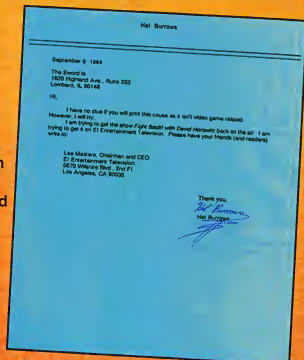 Hal Burrows
September 9 1994
The Sword is
1920 Highland Ave., Suite 222
Lombard, IL 60148
Hi,
I have no clue if you will print this cause as it isn't video game related.
However, I will try.
I am trying to get the show Fight Back! with David Horowitz back on the air. I am
trying to get it on E! Entertainment Television. Please have your friends (and readers)
write to:
Lee Masters, Chairman and CEO
E! Entertainment Television
5670 Wilshire Blvd., 2nd Fl.
Los Angeles, CA 90036
Thank you,
Hal Burrows
Hal Burrows